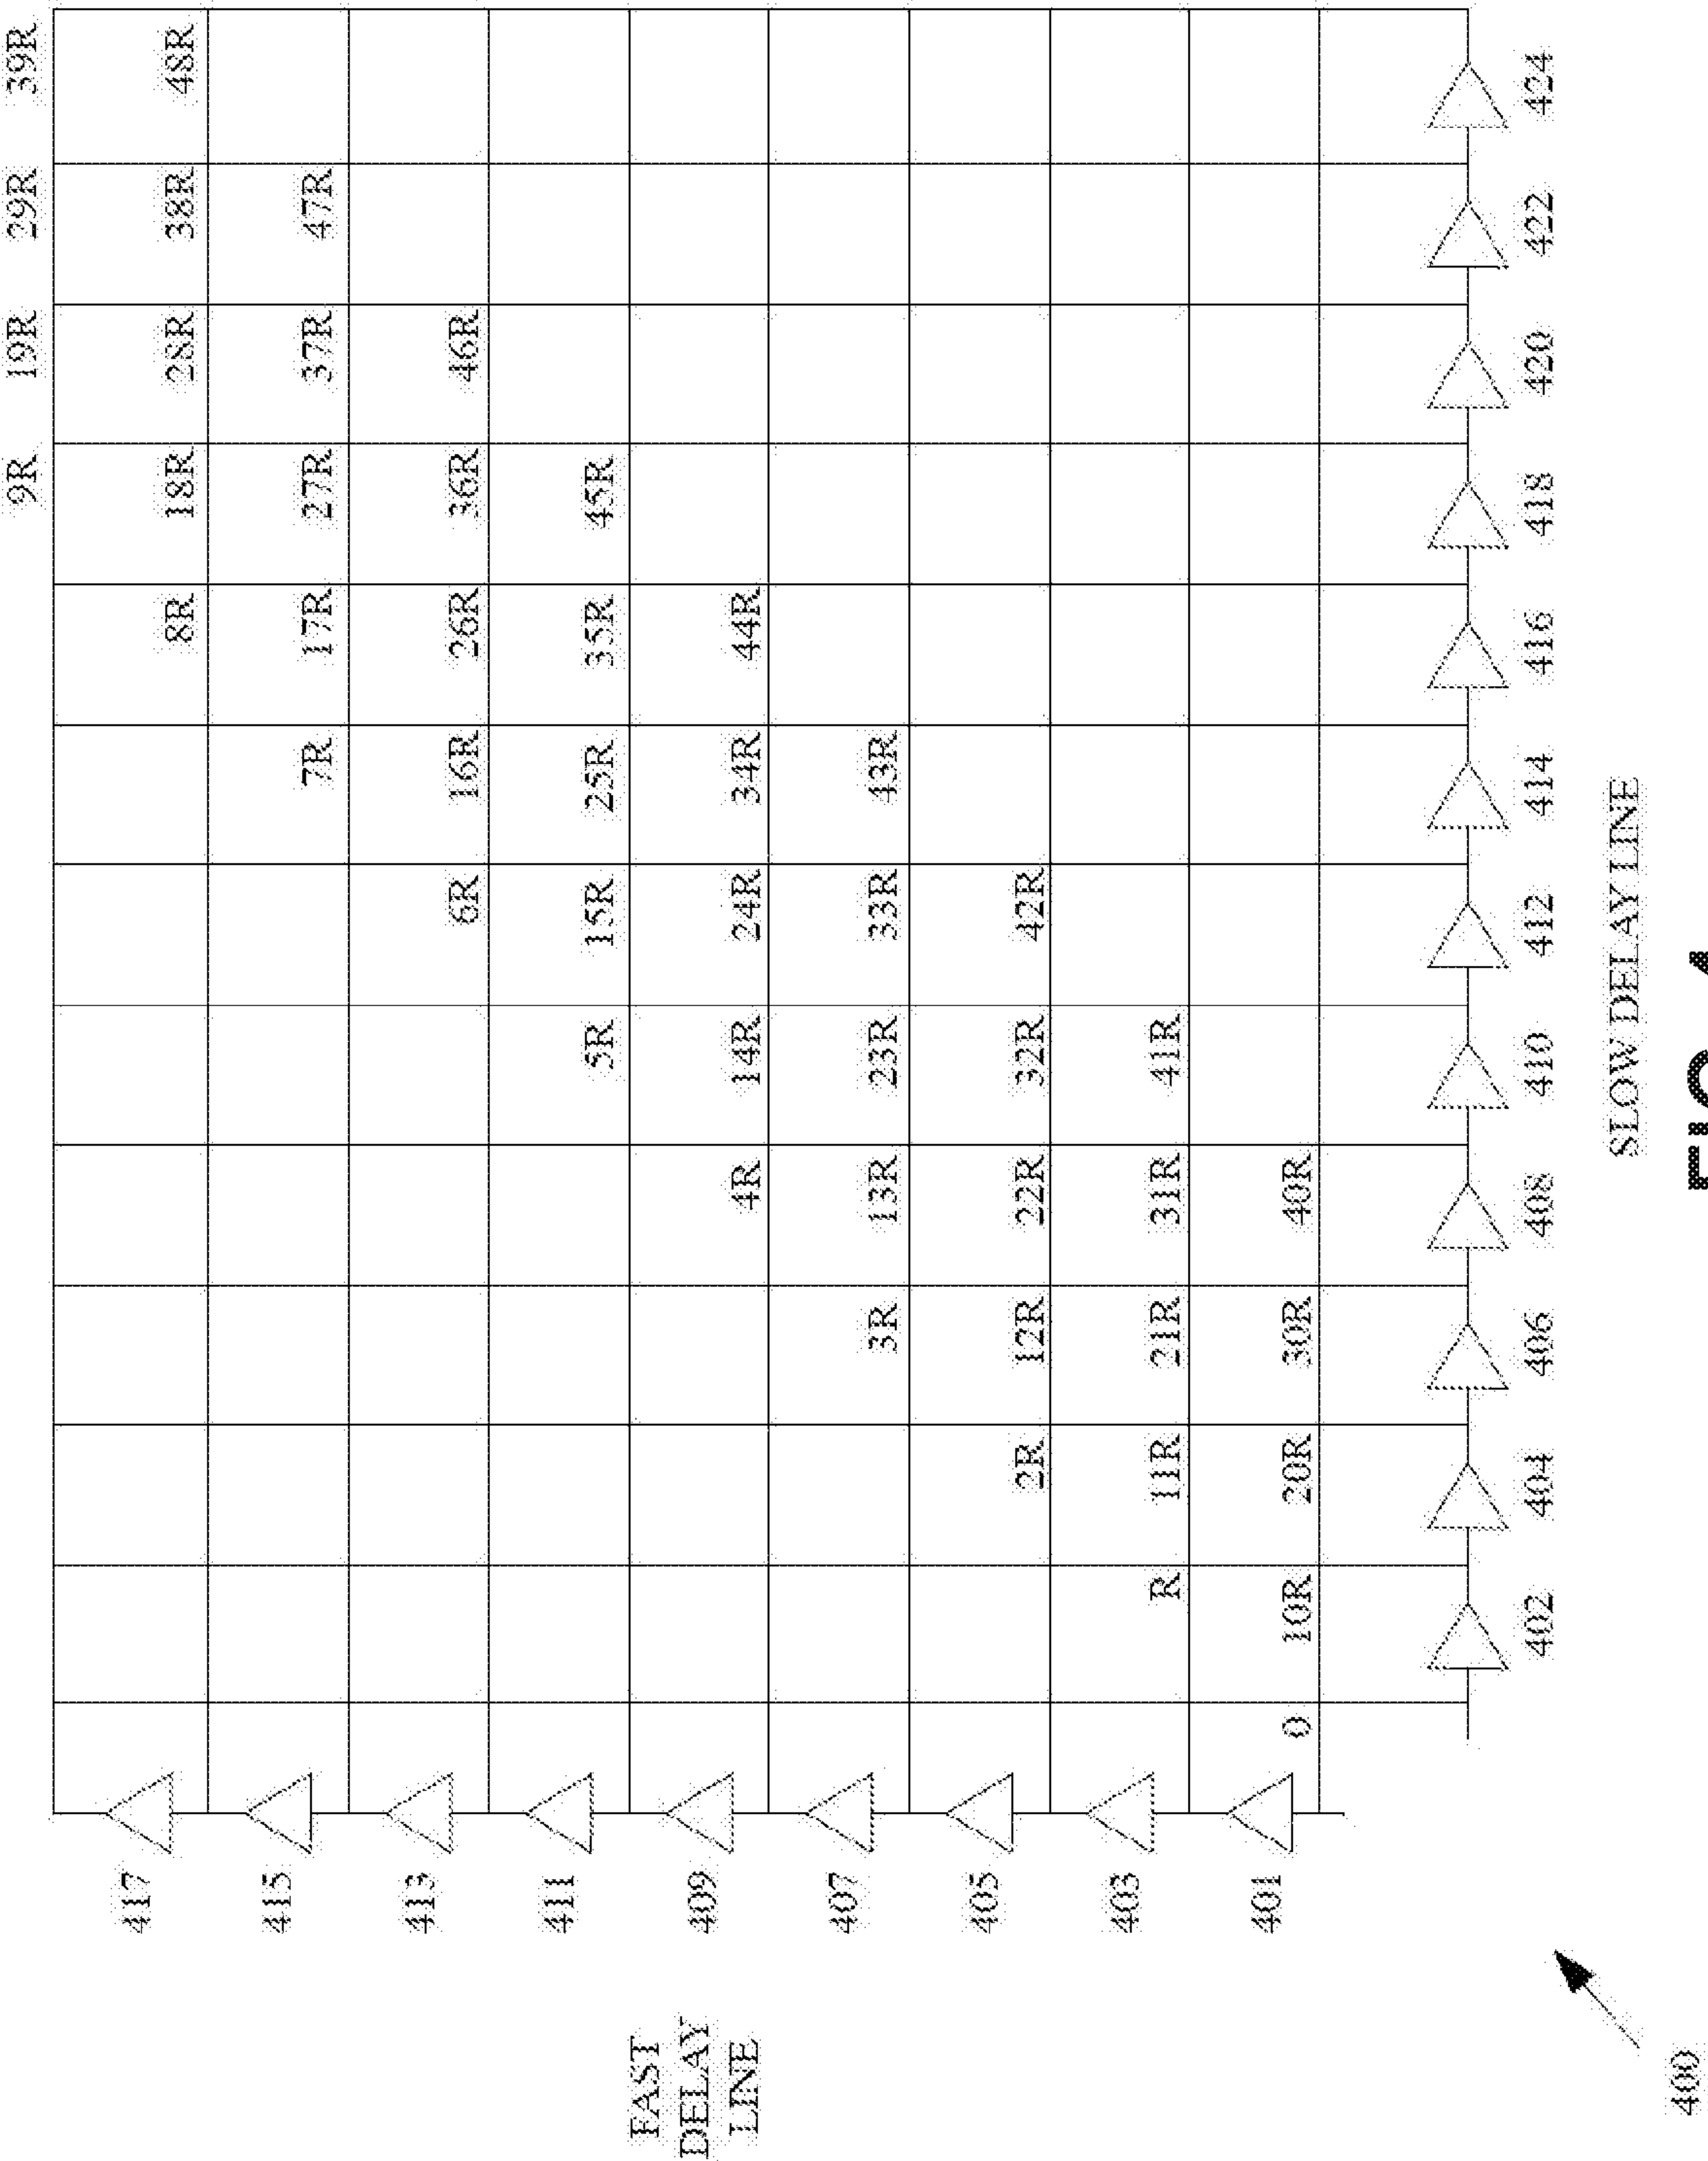 9R 19R 29R 39R
417 8R 18R 28R 38R 48R
415 7R 17R 27R 37R 47R
413 6R 16R 26R 36R 46R
411 5R 15R 25R 35R 45R
FAST
DELAY
LINE
409 4R 14R 24R 34R 44R
407 3R 13R 23R 33R 43R
405 2R 12R 22R 32R 42R
403 R 11R 21R 31R 41R
401 0 10R 20R 30R 40R
402 404 406 408 410 412 414 416 418 420 422 424
SLOW DELAY LINE
400